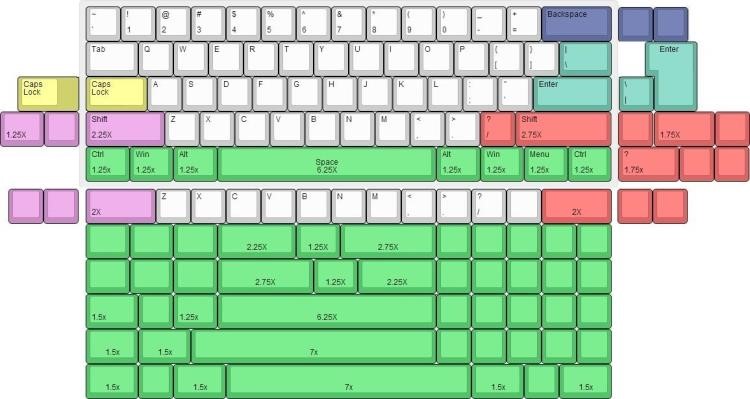 ~ ! @ # $ % ^ & * ( ) _ + Backspace
` 1 2 3 4 5 6 7 8 9 0 - =
Tab Q W E R T Y U I O P { } | Enter
[ ] \
Caps Lock Caps Lock A S D F G H J K L : " Enter \
; ' |
Shift Z X C V B N M < > ? Shift
1.25X 2.25X , . / 2.75X 1.75X
Ctrl Win Alt Space Alt Win Menu Ctrl ?
1.25x 1.25x 1.25x 6.25X 1.25x 1.25x 1.25x 1.25x 1.75x
Z X C V B N M < > ?
2X , . / 2X
2.25X 1.25X 2.75X
2.75X 1.25X 2.25X
1.5x 1.25x 6.25X
1.5x 1.5x 7x
1.5x 1.5x 7x 1.5x 1.5x